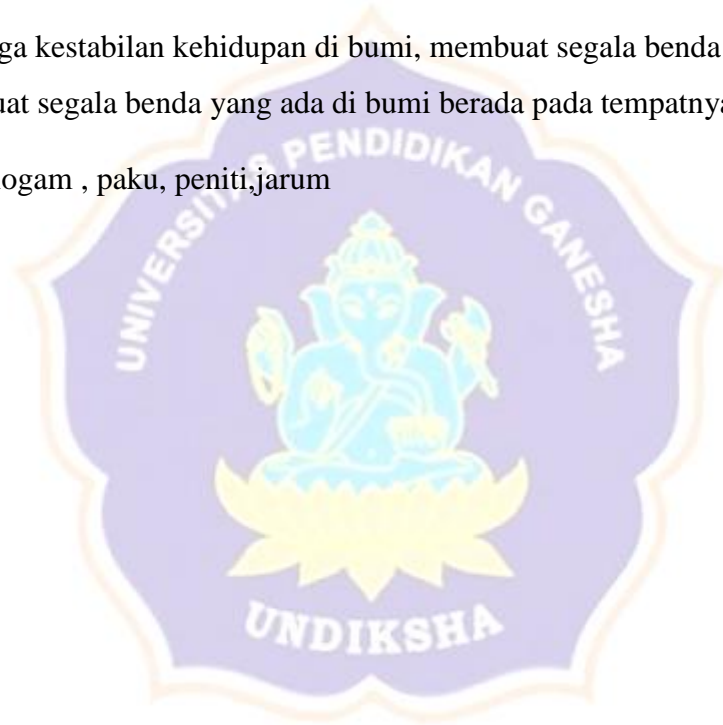 ga kestabilan kehidupan di bumi, membuat segala benda
uat segala benda yang ada di bumi berada pada tempatnya
ogam , paku, peniti,jarum
UNIVERSITAS PENDIDIKAN GANESHA
UNDIKSHA